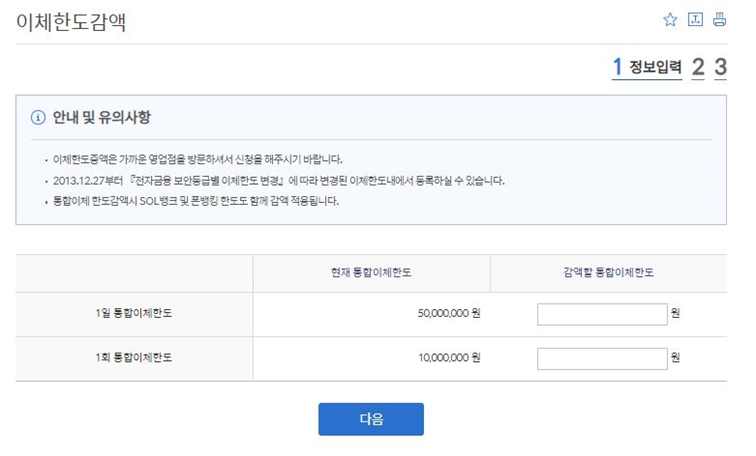 이체한도감액
1 정보입력 2 3
안내 및 유의사항
· 이체한도증액은 가까운 영업점을 방문하셔서 신청을 해주시기 바랍니다.
· 2013.12.27부터 『전자금융 보안등급별 이체한도 변경』에 따라 변경된 이체한도내에서 등록하실 수 있습니다.
· 통합이체 한도감액시 SOL뱅크 및 폰뱅킹 한도도 함께 감액 적용됩니다.
현재 통합이체한도 감액할 통합이체한도
1일 통합이체한도 50,000,000 원 원
1회 통합이체한도 10,000,000 원 원
다음